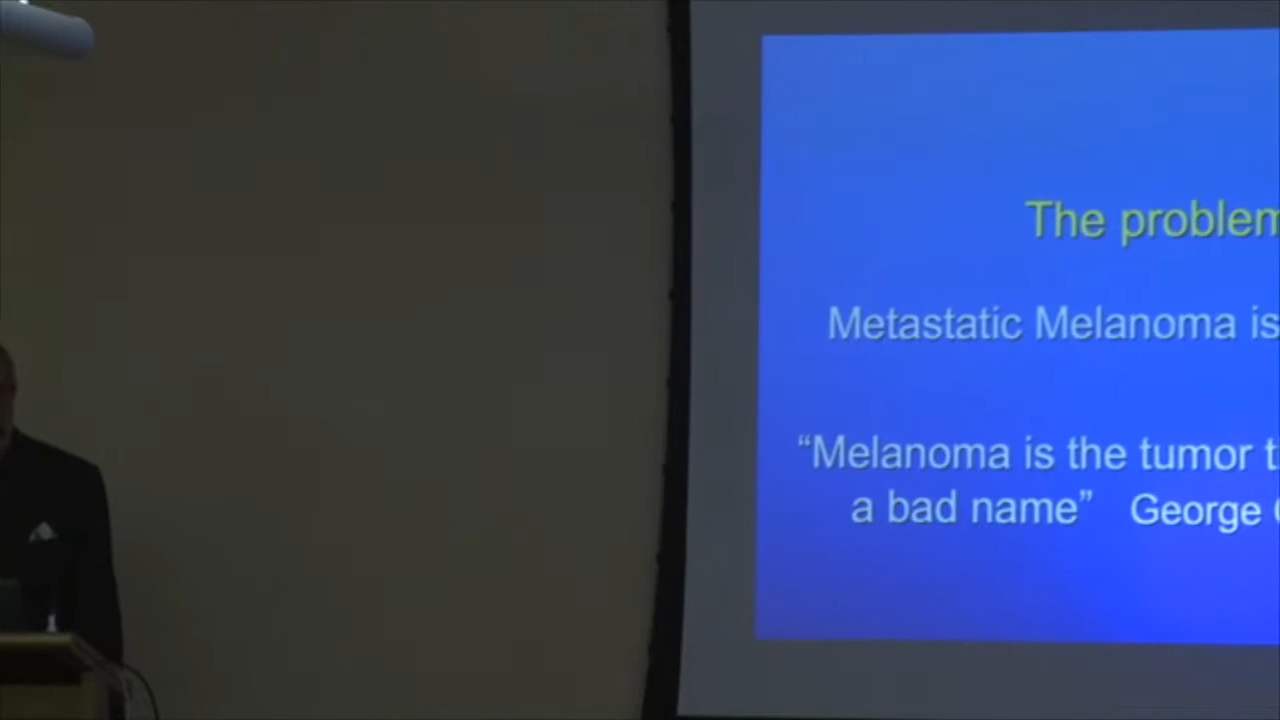 The problem
Metastatic Melanoma is
“Melanoma is the tumor
a bad name” George